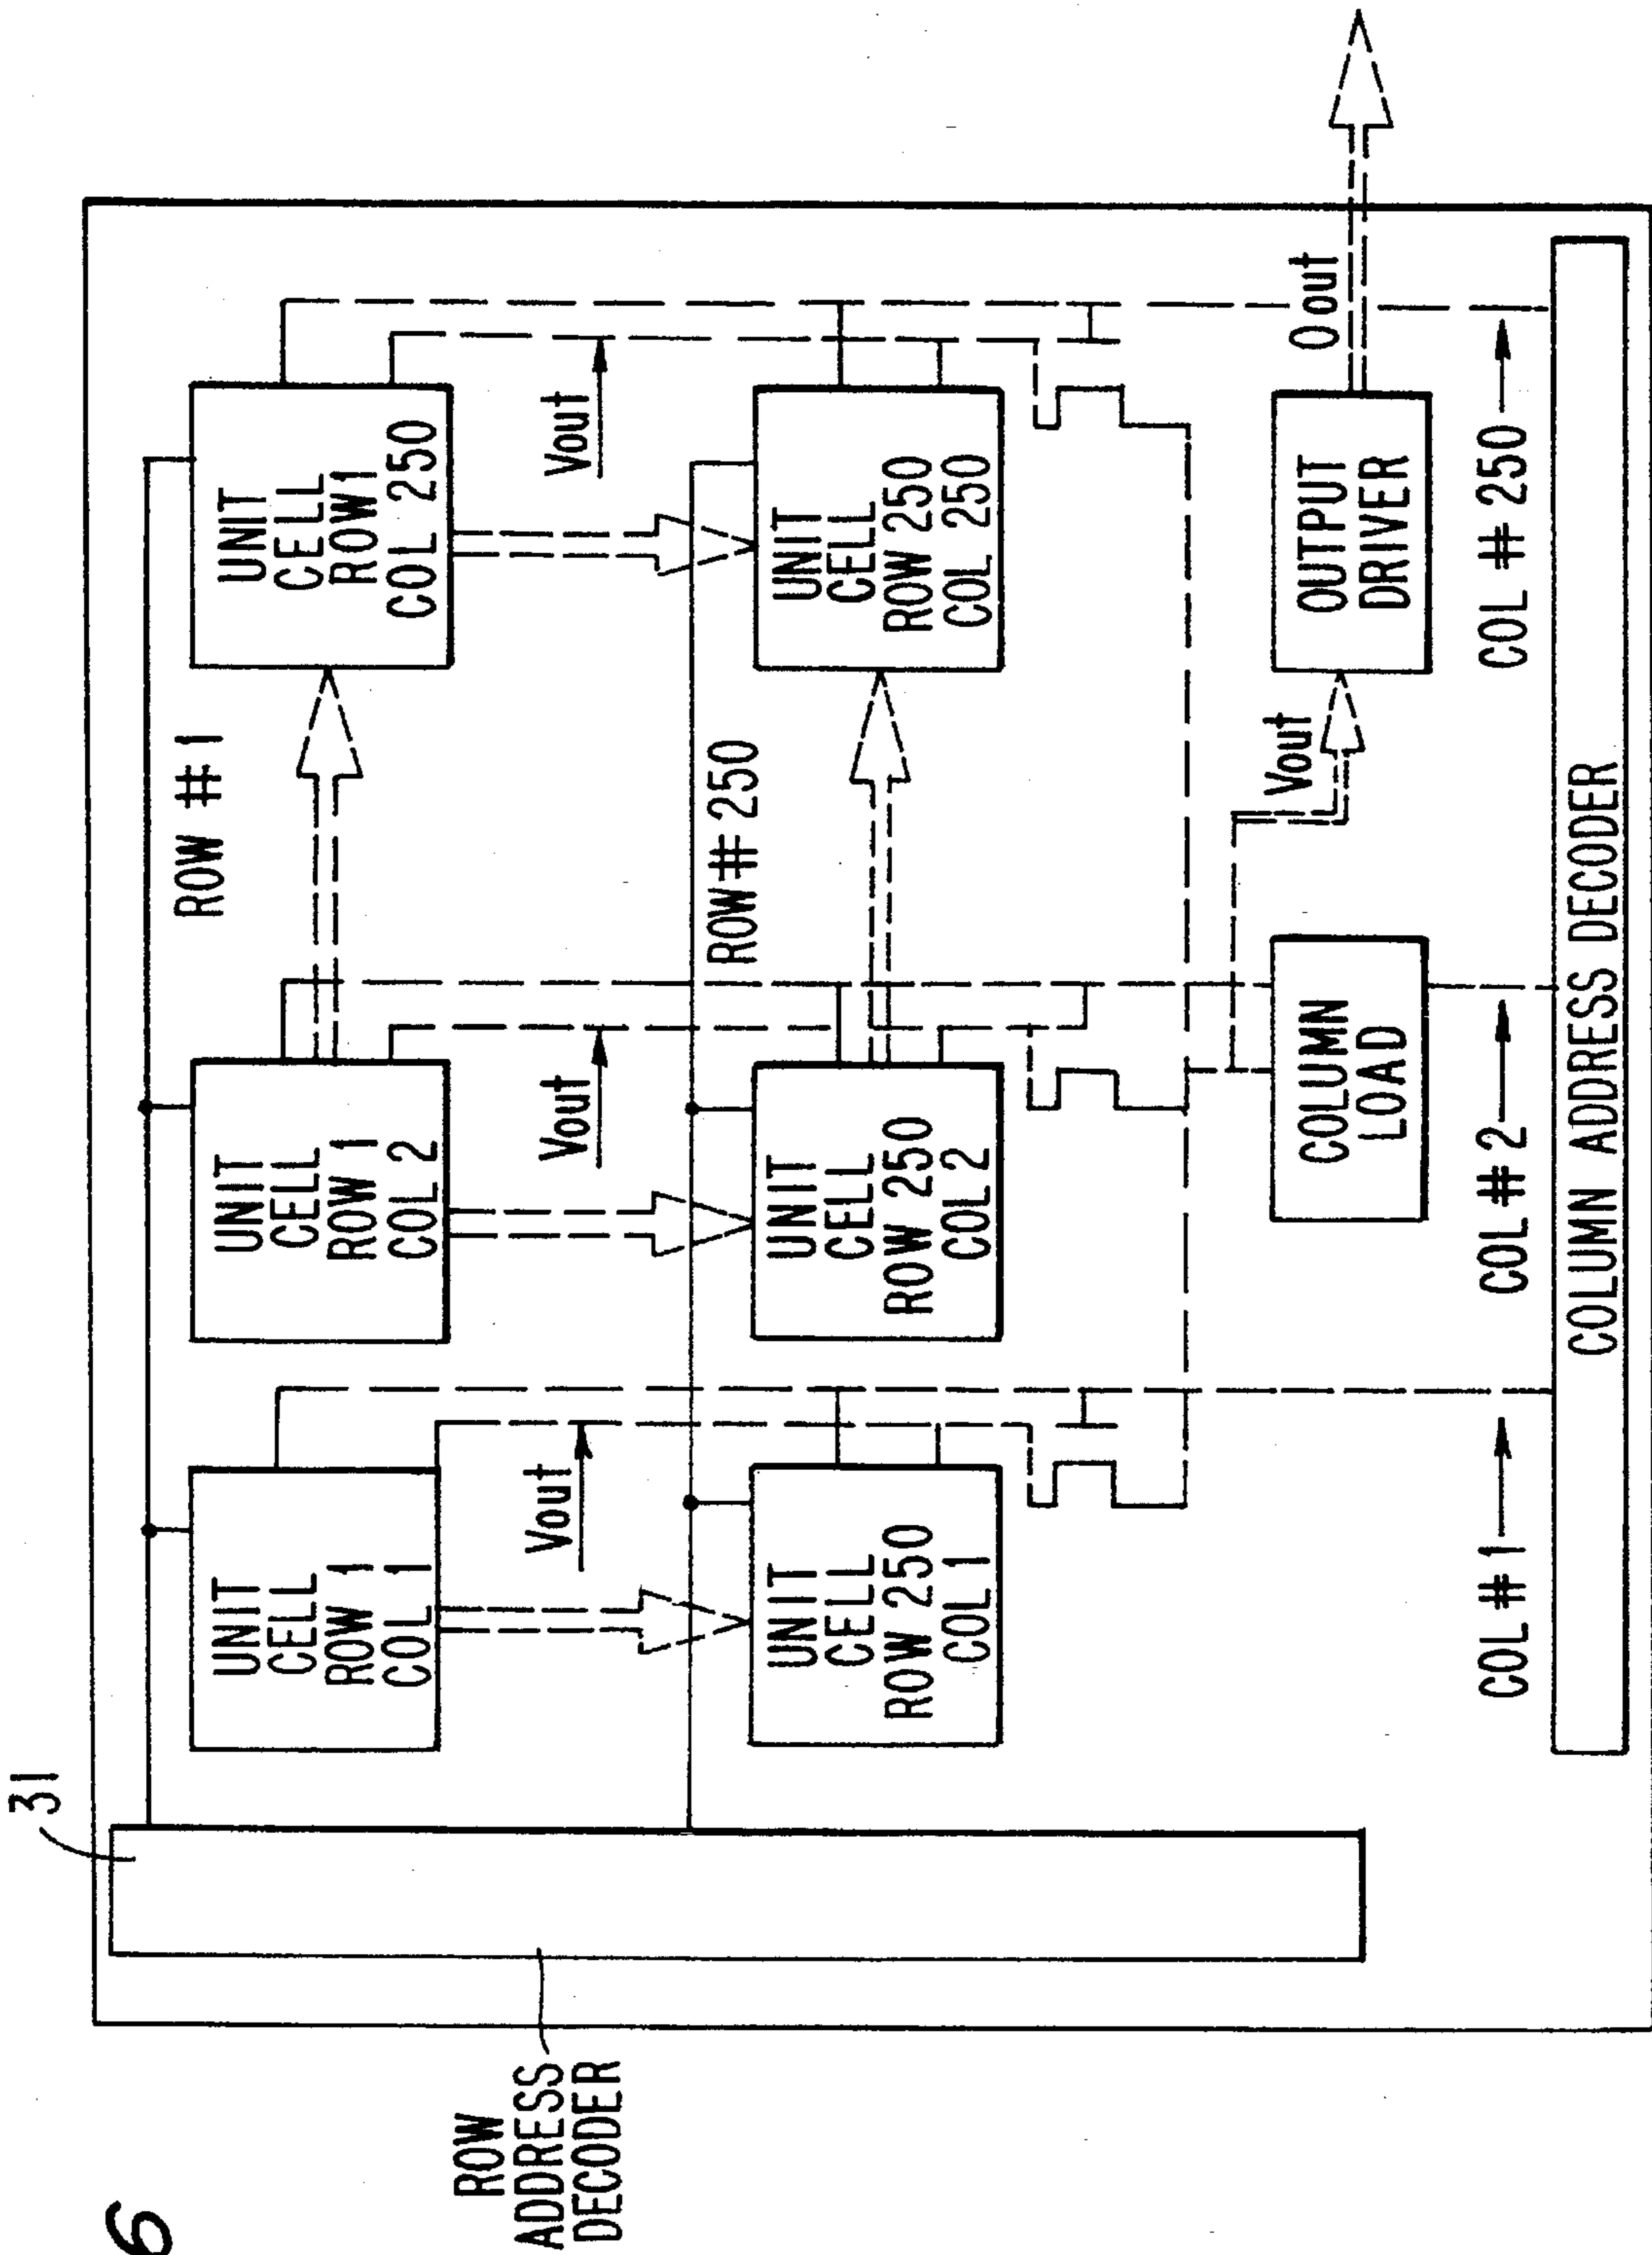 6
31
ROW #1
UNIT
CELL
ROW 1
COL 1
UNIT
CELL
ROW 1
COL 2
UNIT
CELL
ROW 1
COL 250
ROW
ADDRESS
DECODER
Vout
Vout
Vout
ROW # 250
UNIT
CELL
ROW 250
COL 1
UNIT
CELL
ROW 250
COL 2
UNIT
CELL
ROW 250
COL 250
Vout
O out
COLUMN
LOAD
OUTPUT
DRIVER
COL # 1
COL # 2
COL # 250
COLUMN ADDRESS DECODER